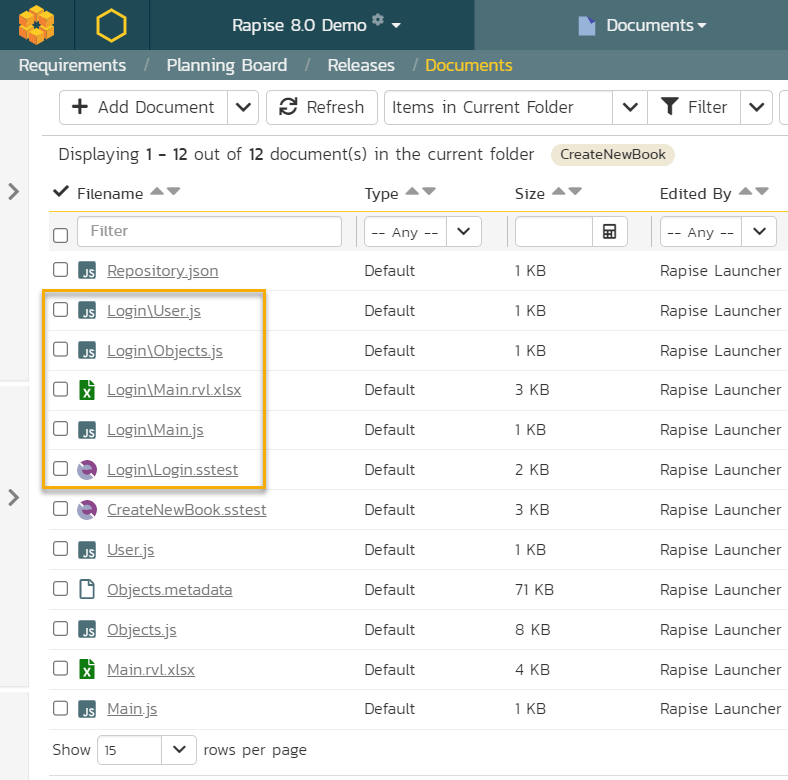 Rapise 8.0 Demo Documents
Requirements / Planning Board / Releases / Documents
Add Document Refresh Items in Current Folder Filter
Displaying 1 - 12 out of 12 document(s) in the current folder CreateNewBook
Filename Type Size Edited By
Filter -- Any -- -- Any --
JS Repository.json Default 1 KB Rapise Launcher
JS Login\User.js Default 1 KB Rapise Launcher
JS Login\Objects.js Default 1 KB Rapise Launcher
X Login\Main.rvl.xlsx Default 3 KB Rapise Launcher
JS Login\Main.js Default 1 KB Rapise Launcher
Login\Login.sstest Default 2 KB Rapise Launcher
CreateNewBook.sstest Default 3 KB Rapise Launcher
JS User.js Default 1 KB Rapise Launcher
Objects.metadata Default 71 KB Rapise Launcher
JS Objects.js Default 8 KB Rapise Launcher
X Main.rvl.xlsx Default 4 KB Rapise Launcher
JS Main.js Default 1 KB Rapise Launcher
Show 15 rows per page